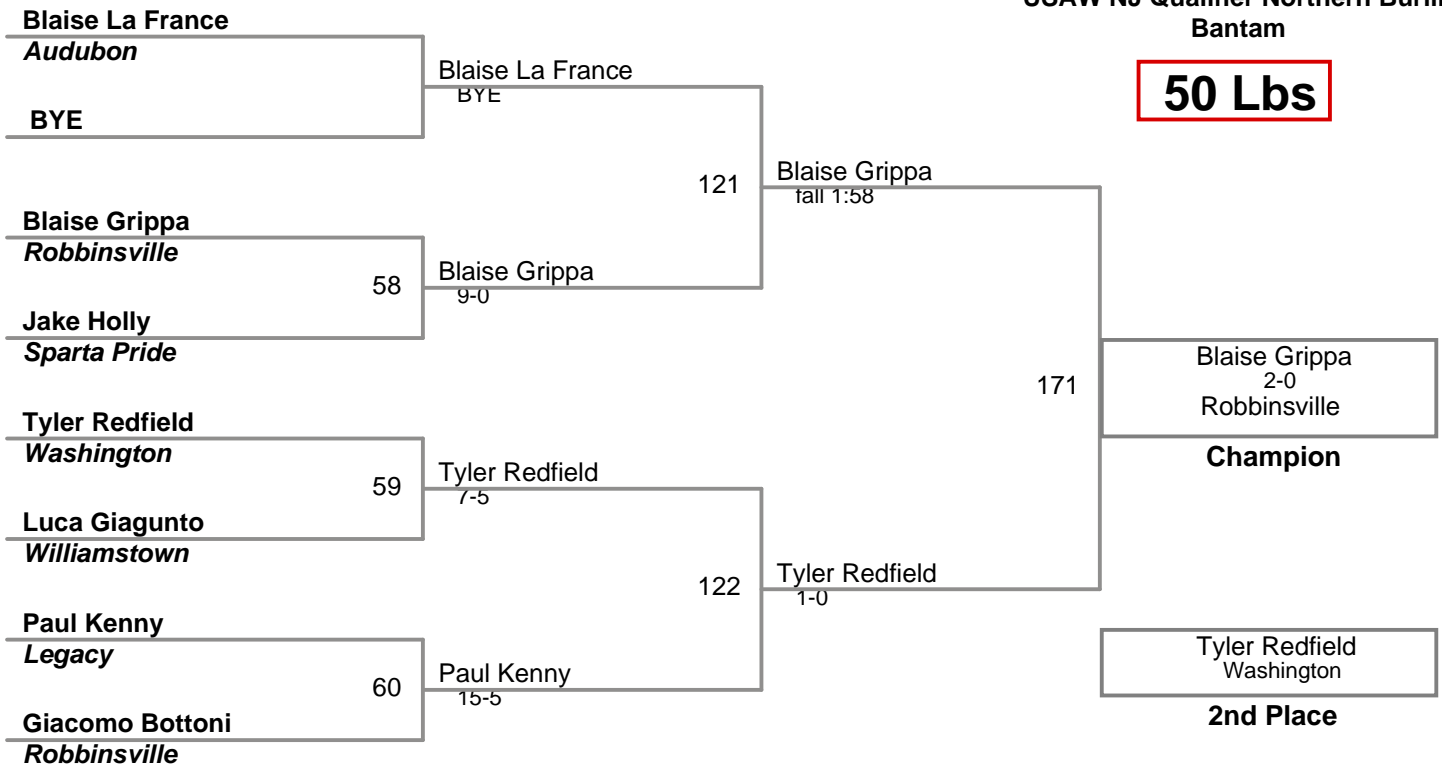 Bantam
50 Lbs
Blaise La France
Audubon
BYE
Blaise Grippa
Robbinsville
Jake Holly
Sparta Pride
Tyler Redfield
Washington
Luca Giagunto
Williamstown
Paul Kenny
Legacy
Giacomo Bottoni
Robbinsville
58
59
60
Blaise La France
BYE
Blaise Grippa
9-0
Tyler Redfield
7-5
Paul Kenny
15-5
121
122
Blaise Grippa
fall 1:58
Tyler Redfield
1-0
171
Blaise Grippa
2-0
Robbinsville
Champion
Tyler Redfield
Washington
2nd Place